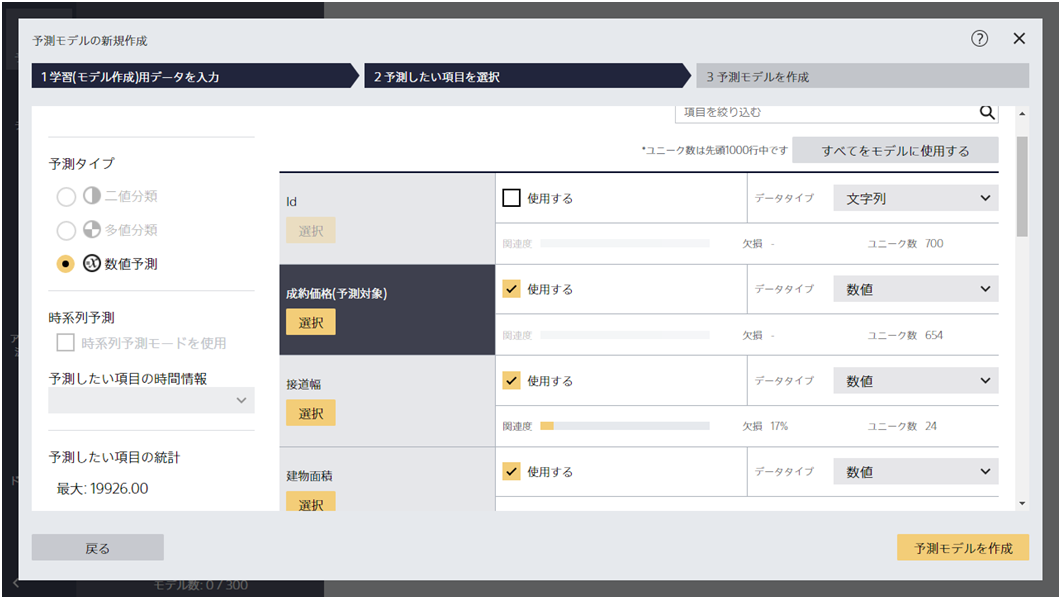 予測モデルの新規作成
?
1 学習(モデル作成)用データを入力
2 予測したい項目を選択
3 予測モデルを作成
項目を絞り込む
*ユニーク数は先頭1000行中です
すべてをモデルに使用する
予測タイプ
二値分類
多値分類
数値予測
時系列予測
時系列予測モードを使用
予測したい項目の時間情報
予測したい項目の統計
最大: 19926.00
Id
選択
使用する
データタイプ
文字列
関連度
欠損 -
ユニーク数 700
成約価格(予測対象)
選択
使用する
データタイプ
数値
関連度
欠損 -
ユニーク数 654
接道幅
選択
使用する
データタイプ
数値
関連度
欠損 17%
ユニーク数 24
建物面積
選択
使用する
データタイプ
数値
戻る
予測モデルを作成
モデル数: 0 / 300